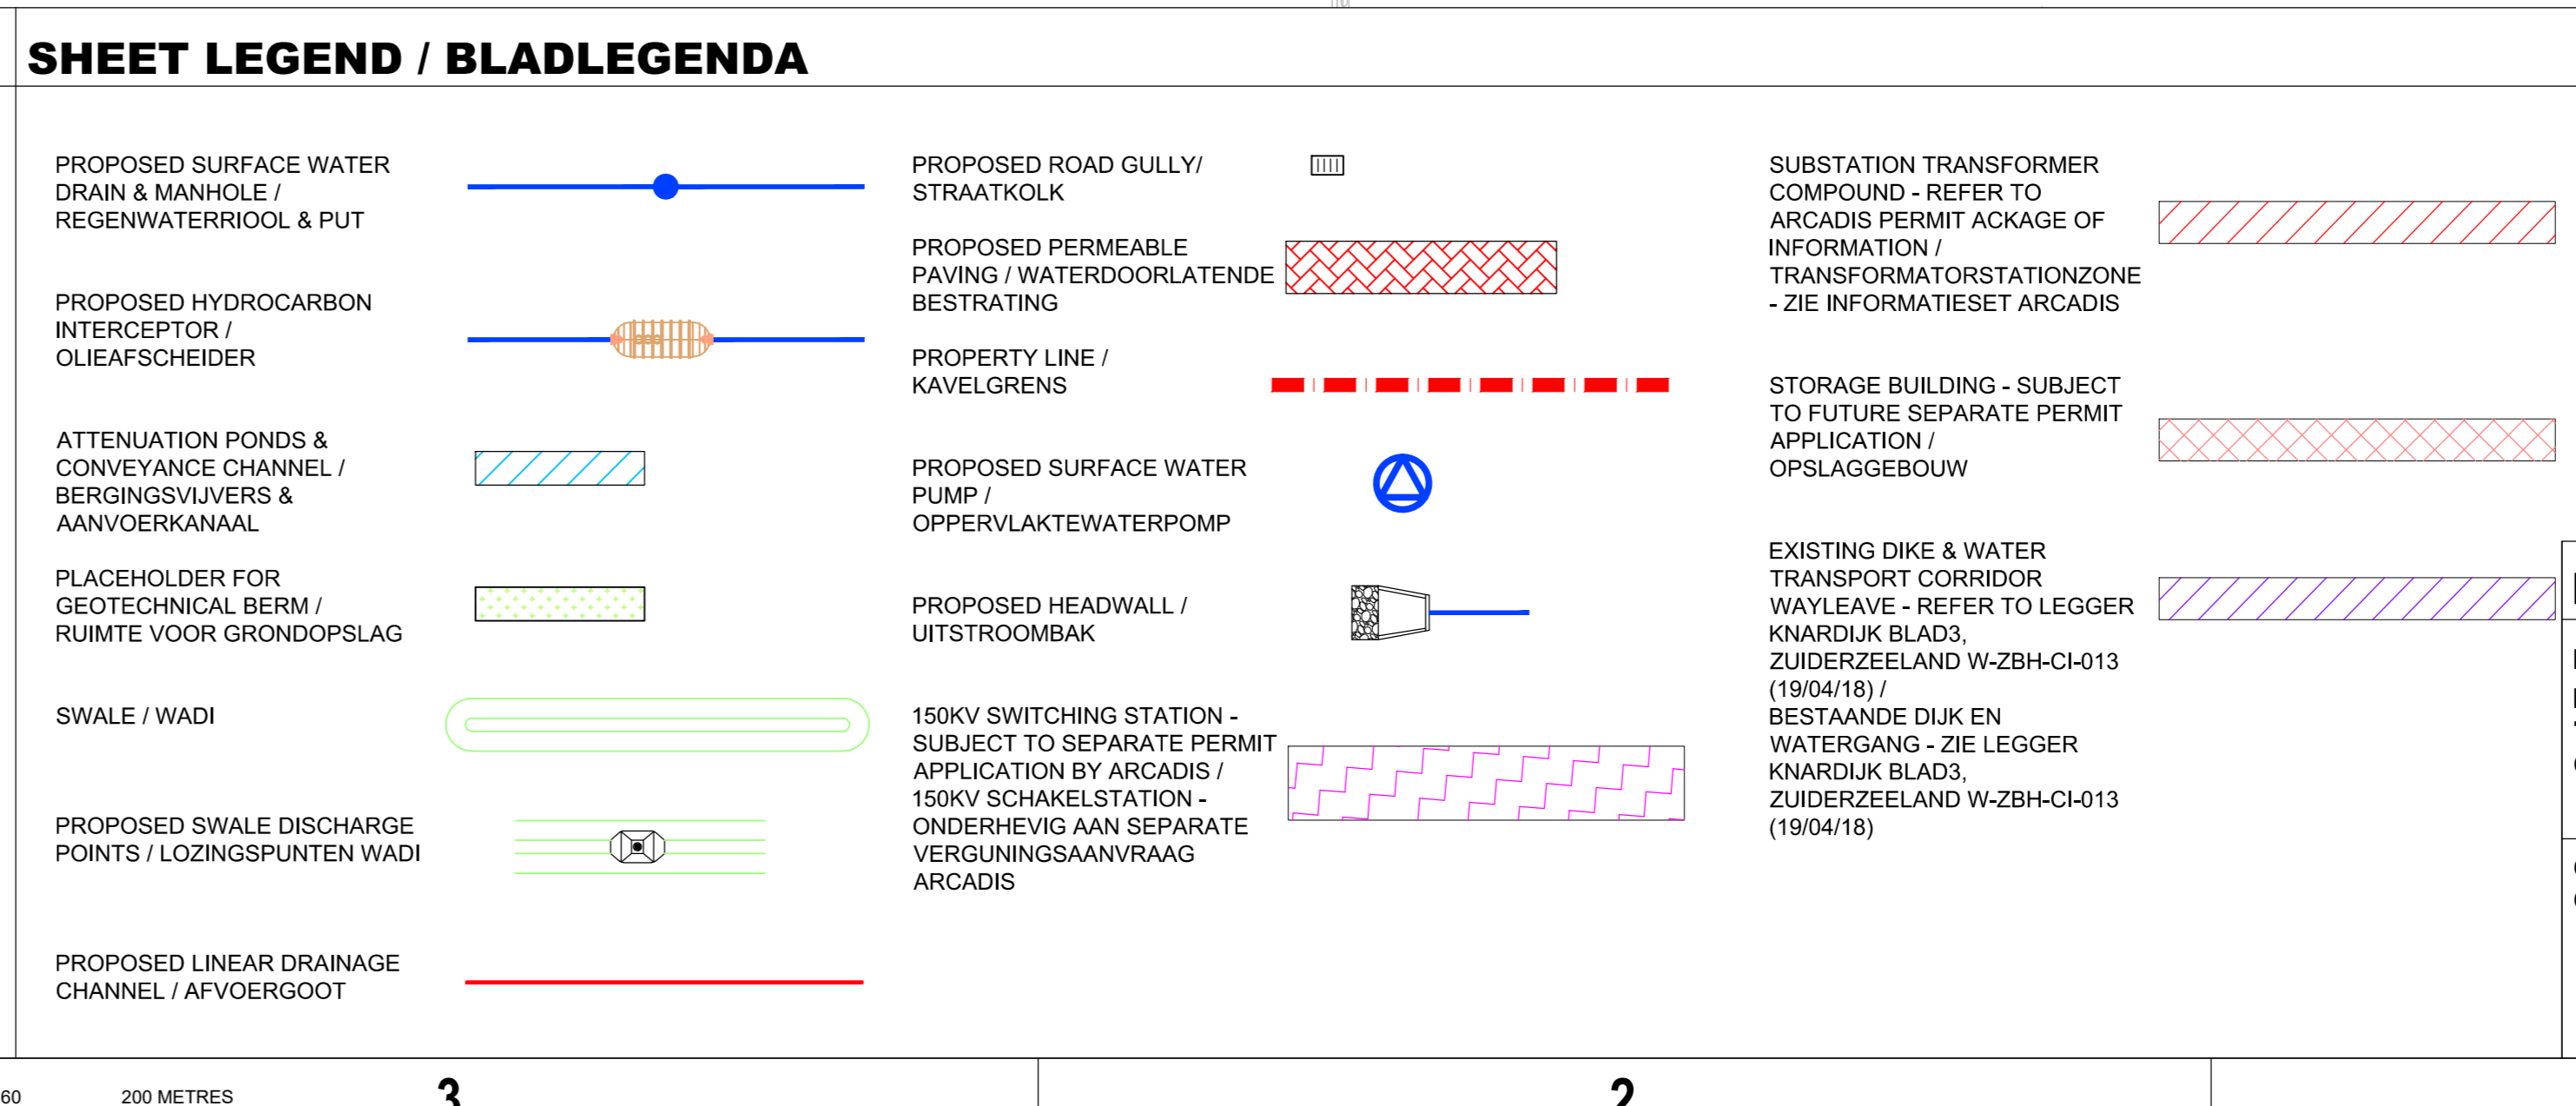 SHEET LEGEND / BLADLEGENDA
PROPOSED SURFACE WATER
DRAIN & MANHOLE /
REGENWATERRIOOL & PUT
PROPOSED HYDROCARBON
INTERCEPTOR /
OLIEAFSCHEIDER
ATTENUATION PONDS &
CONVEYANCE CHANNEL /
BERGINGSVIJVERS &
AANVOERKANAAL
PLACEHOLDER FOR
GEOTECHNICAL BERM /
RUIMTE VOOR GRONDOPSLAG
SWALE / WADI
PROPOSED SWALE DISCHARGE
POINTS / LOZINGSPUNTEN WADI
PROPOSED LINEAR DRAINAGE
CHANNEL / AFVOERGOOT
PROPOSED ROAD GULLY/
STRAATKOLK
PROPOSED PERMEABLE
PAVING / WATERDOORLATENDE
BESTRATING
PROPERTY LINE /
KAVELGRENS
PROPOSED SURFACE WATER
PUMP /
OPPERVLAKTEWATERPOMP
PROPOSED HEADWALL /
UITSTROOMBAK
150KV SWITCHING STATION -
SUBJECT TO SEPARATE PERMIT
APPLICATION BY ARCADIS /
150KV SCHAKELSTATION -
ONDERHEVIG AAN SEPARATE
VERGUNINGSAANVRAAG
ARCADIS
SUBSTATION TRANSFORMER
COMPOUND - REFER TO
ARCADIS PERMIT ACKAGE OF
INFORMATION /
TRANSFORMATORSTATIONZONE
- ZIE INFORMATIESET ARCADIS
STORAGE BUILDING - SUBJECT
TO FUTURE SEPARATE PERMIT
APPLICATION /
OPSLAGGEBOUW
EXISTING DIKE & WATER
TRANSPORT CORRIDOR
WAYLEAVE - REFER TO LEGGER
KNARDIJK BLAD3,
ZUIDERZEELAND W-ZBH-CI-013
(19/04/18) /
BESTAANDE DIJK EN
WATERGANG - ZIE LEGGER
KNARDIJK BLAD3,
ZUIDERZEELAND W-ZBH-CI-013
(19/04/18)
60 200 METRES
3 2